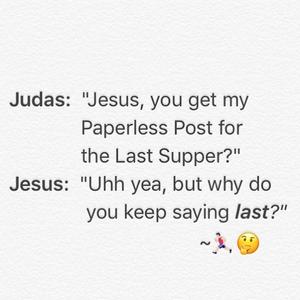 Judas: "Jesus, you get my
Paperless Post for
the Last Supper?"
Jesus: "Uhh yea, but why do
you keep saying last?"
~🏃🏻🤔